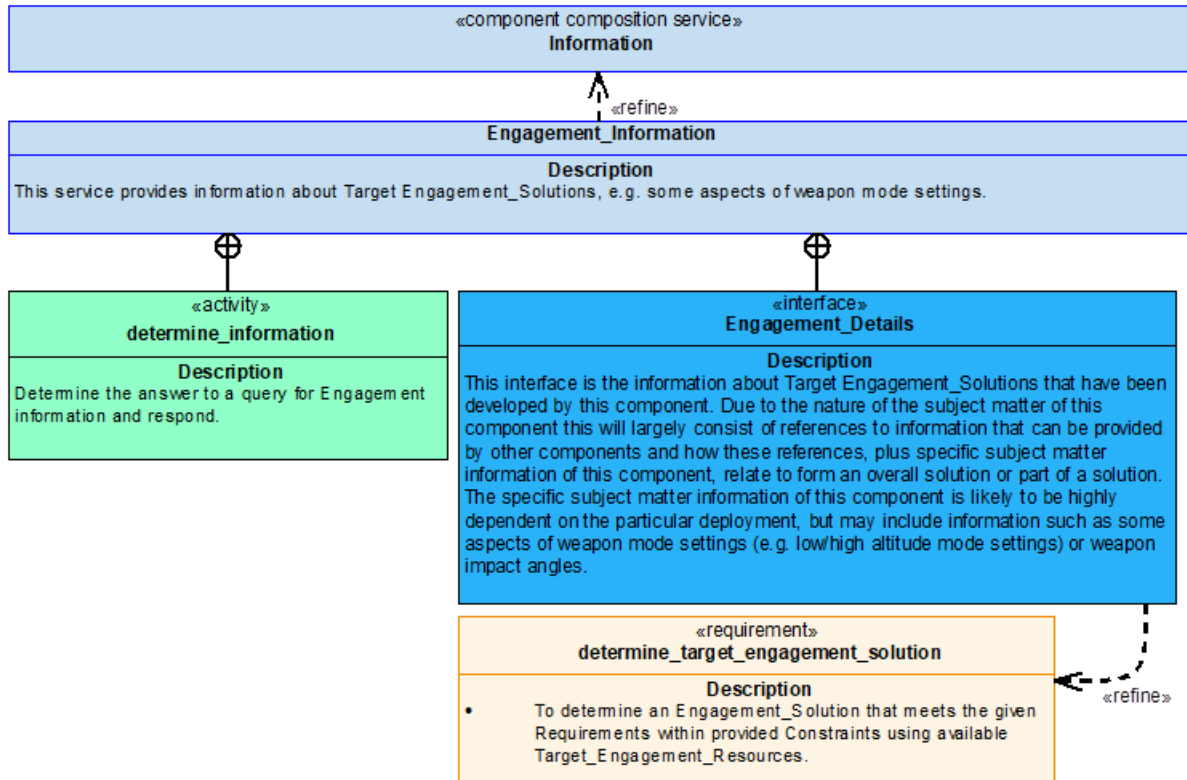 «component composition service»
Information
«refine»
Engagement_Information
Description
This service provides information about Target Engagement_Solutions, e.g. some aspects of weapon mode settings.
«activity»
determine_information
Description
Determine the answer to a query for Engagement
information and respond.
«interface»
Engagement_Details
Description
This interface is the information about Target Engagement_Solutions that have been
developed by this component. Due to the nature of the subject matter of this
component this will largely consist of references to information that can be provided
by other components and how these references, plus specific subject matter
information of this component, relate to form an overall solution or part of a solution.
The specific subject matter information of this component is likely to be highly
dependent on the particular deployment, but may include information such as some
aspects of weapon mode settings (e.g. low/high altitude mode settings) or weapon
impact angles.
«requirement»
determine_target_engagement_solution
Description
• To determine an Engagement_Solution that meets the given
Requirements within provided Constraints using available
Target_Engagement_Resources.
«refine»